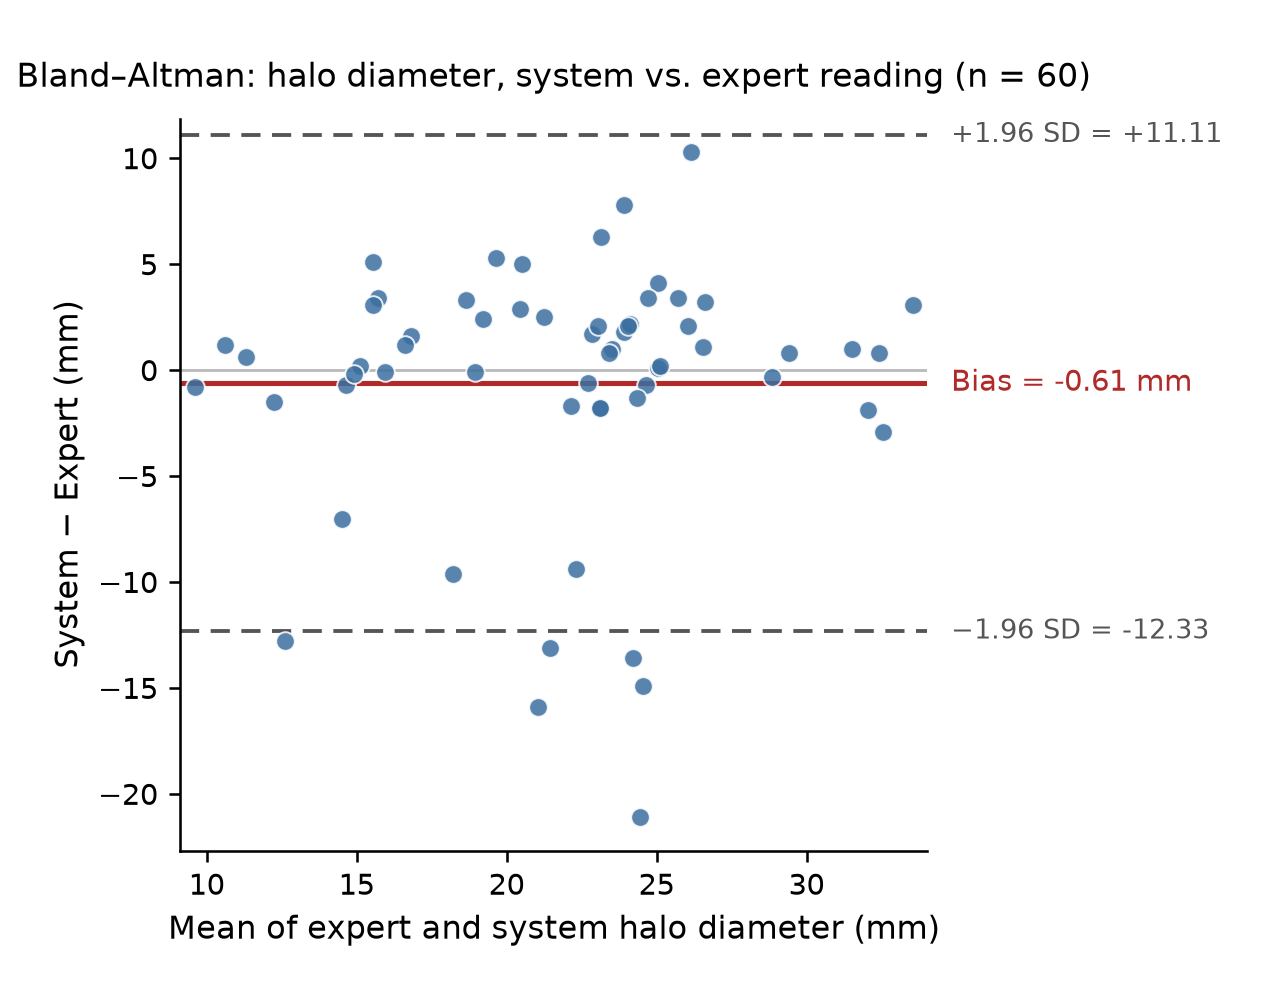 Bland–Altman: halo diameter, system vs. expert reading (n = 60)
+1.96 SD = +11.11
10
5
0
Bias = -0.61 mm
−5
−10
−1.96 SD = -12.33
−15
−20
System − Expert (mm)
10 15 20 25 30
Mean of expert and system halo diameter (mm)